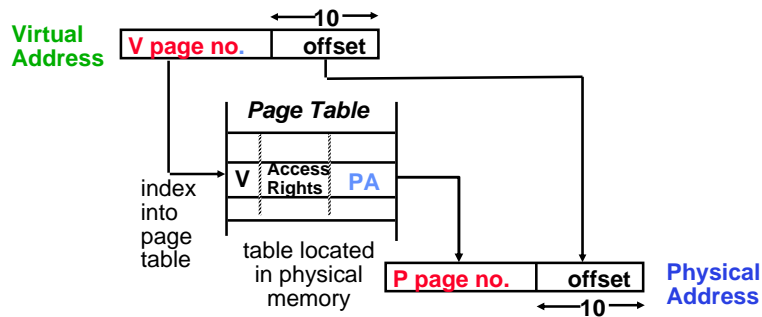 10
Virtual
Address
V page no.
offset
Page Table
V
Access
Rights
PA
index
into
page
table
table located
in physical
memory
P page no.
offset
Physical
Address
10